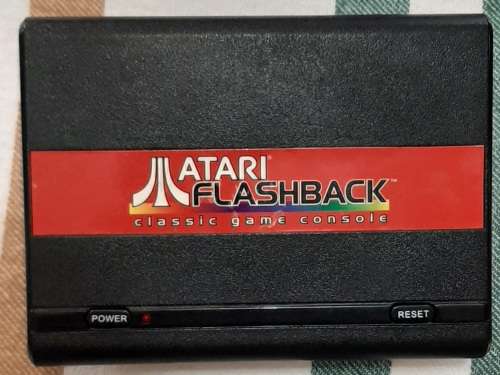 ATARI
FLASHBACK™
classic game console
POWER
RESET